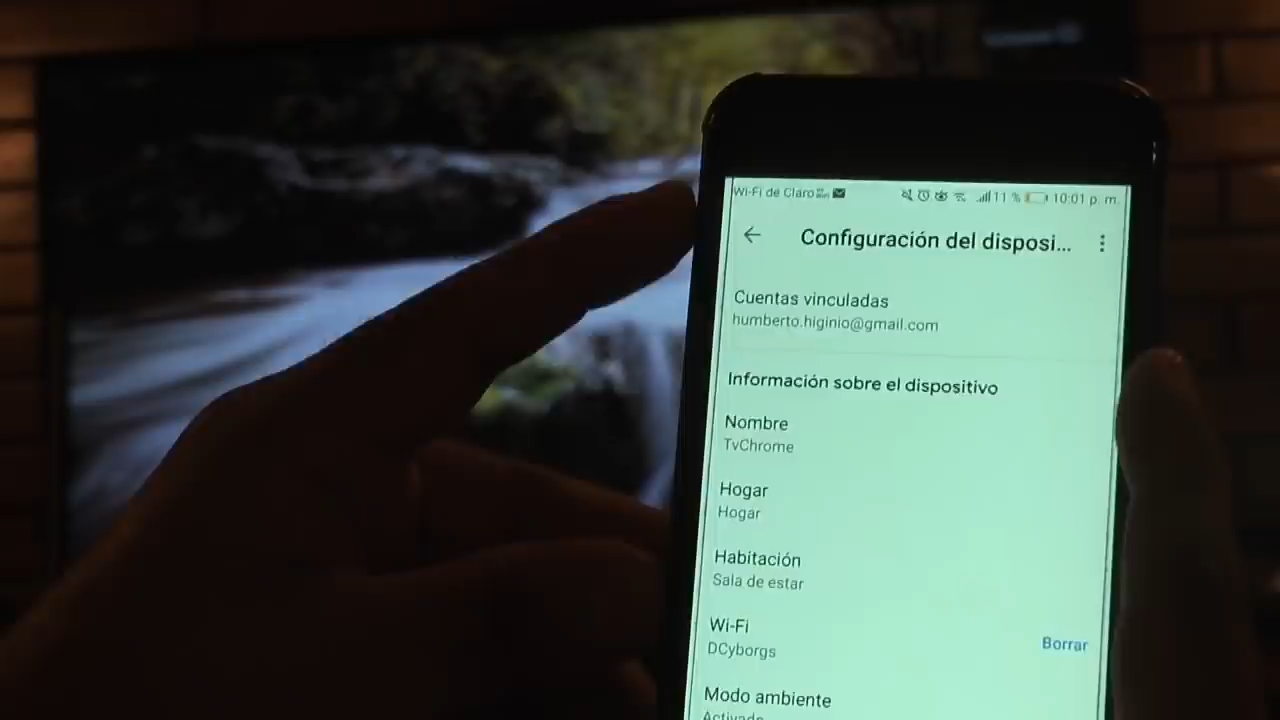 Wi-Fi de Claro 11 % 10:01 p. m.
Configuración del disposi...
Cuentas vinculadas
humberto.higinio@gmail.com
Información sobre el dispositivo
Nombre
TvChrome
Hogar
Hogar
Habitación
Sala de estar
Wi-Fi
DCyborgs
Borrar
Modo ambiente
Activado